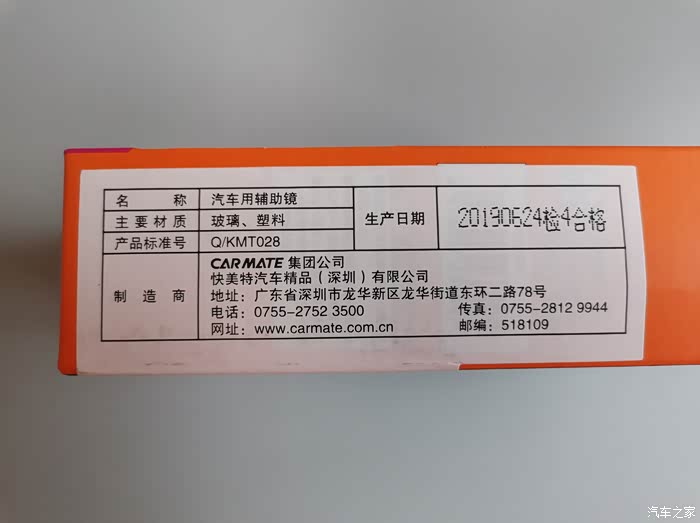 名 称 汽车用辅助镜
主要材质 玻璃、塑料
产品标准号 Q/KMT028
生产日期 20190624检4合格
制造商
CARMATE 集团公司
快美特汽车精品(深圳)有限公司
地址:广东省深圳市龙华新区龙华街道东环二路78号
电话:0755-2752 3500 传真:0755-2812 9944
网址:www.carmate.com.cn 邮编:518109
汽车之家